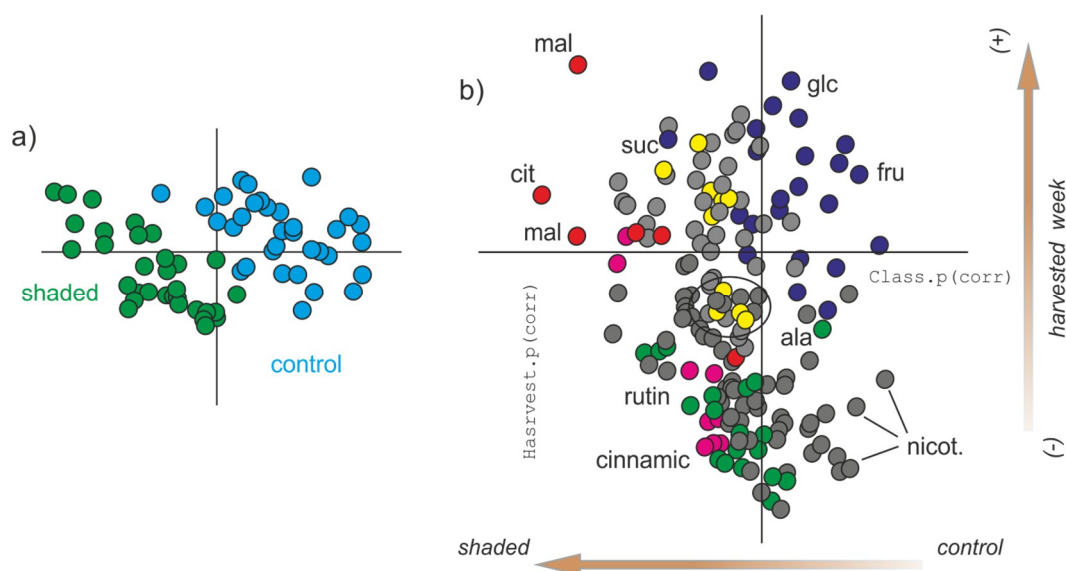 a)
shaded
control
b)
mal
glc
suc
fru
cit
mal
Class.p(corr)
Hasrvest.p(corr)
ala
rutin
cinnamic
nicot.
(+)
harvested week
(-)
shaded
control